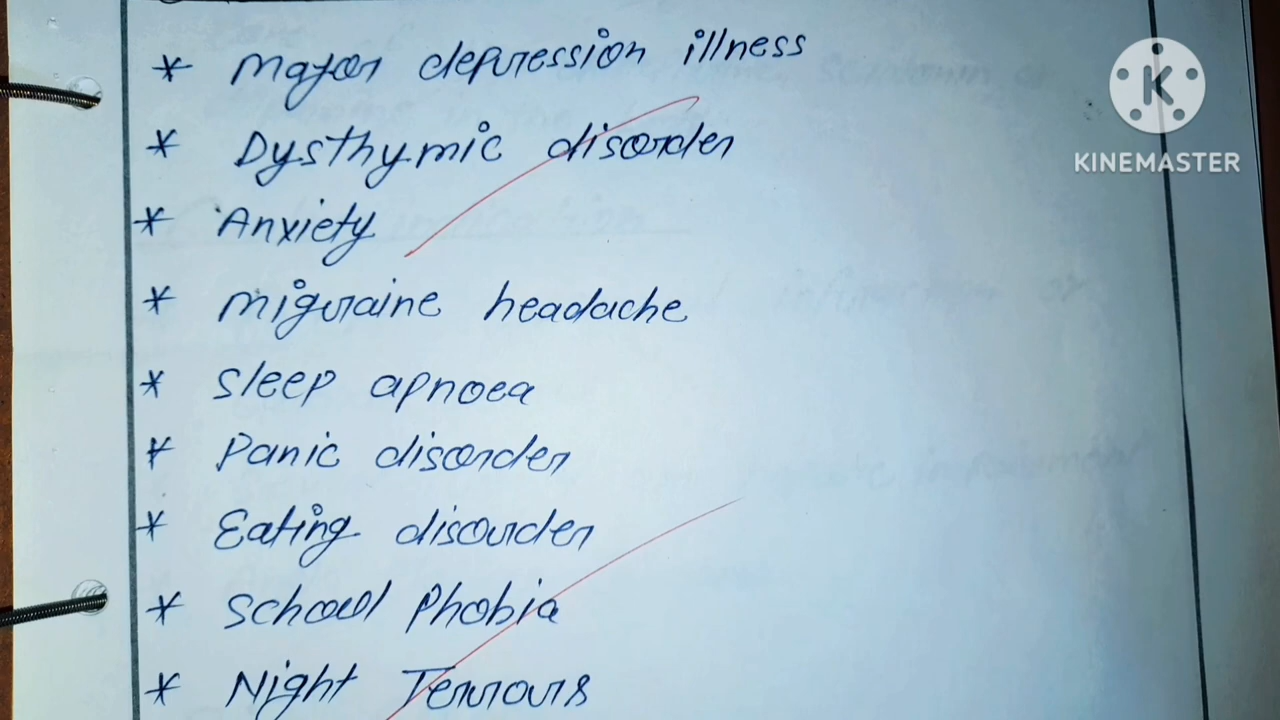 * Major depression illness
* Dysthymic disorder
* Anxiety
* migraine headache
* sleep apnoea
* Panic disorder
* Eating disorder
* School Phobia
* Night Terrours
K
KINEMASTER